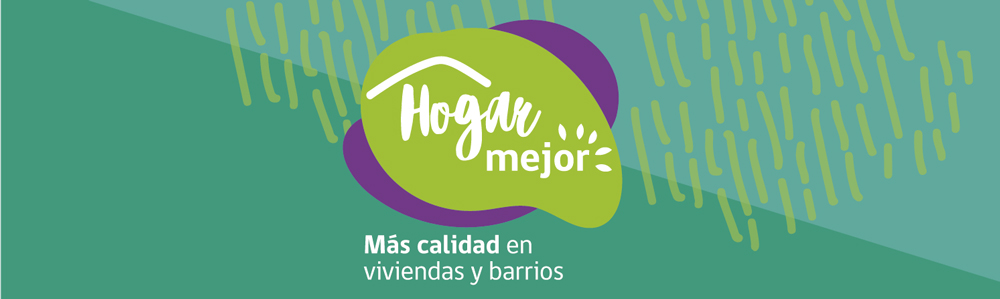 Hogar
mejor
Más calidad en
viviendas y barrios